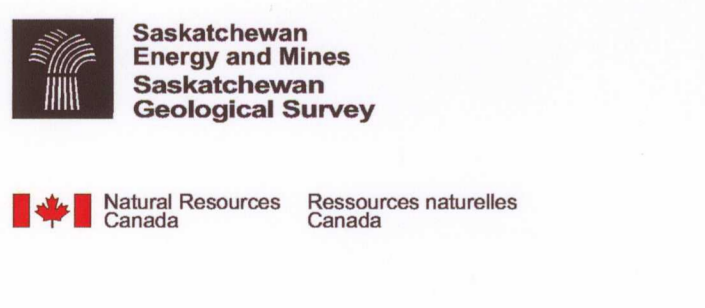 Saskatchewan
Energy and Mines
Saskatchewan
Geological Survey
Natural Resources Canada
Ressources naturelles Canada